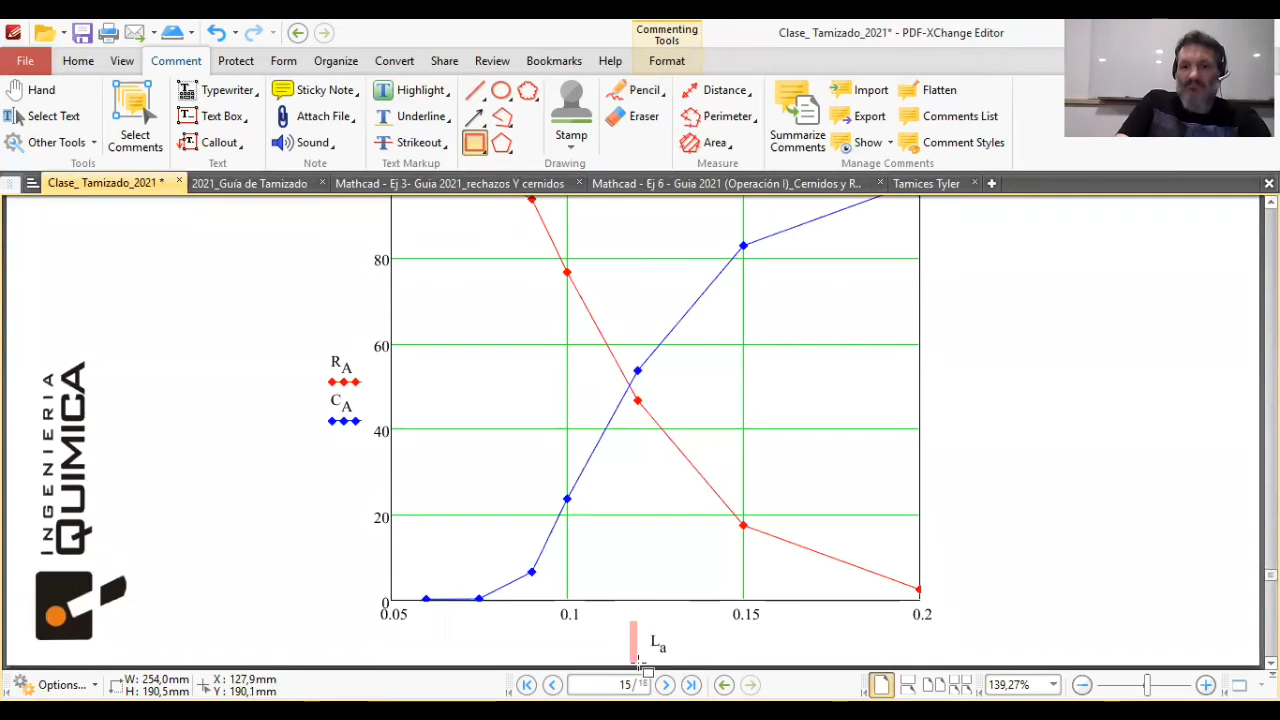 Commenting
Tools
Clase_ Tamizado_2021* - PDF-XChange Editor
File Home View Comment Protect Form Organize Convert Share Review Bookmarks Help Format
Hand
Select Text
Other Tools
Tools
Select
Comments
Typewriter
Text Box
Callout
Text
Sticky Note
Attach File
Sound
Note
Highlight
Underline
Strikeout
Text Markup
Drawing
Stamp
Pencil
Eraser
Distance
Perimeter
Area
Measure
Summarize
Comments
Import
Export
Show
Flatten
Comments List
Comment Styles
Manage Comments
Clase_ Tamizado_2021 *
2021_Guía de Tamizado
Mathcad - Ej 3- Guia 2021_rechazos Y cernidos
Mathcad - Ej 6 - Guia 2021 (Operación I)_Cernidos y R..
Tamices Tyler
INGENIERIA
QUIMICA
80
60
40
20
0
R A
C A
0.05 0.1 0.15 0.2
L a
Options...
W: 254,0mm
H: 190,5mm
X: 127,9mm
Y: 190,1mm
15 / 18
139,27%